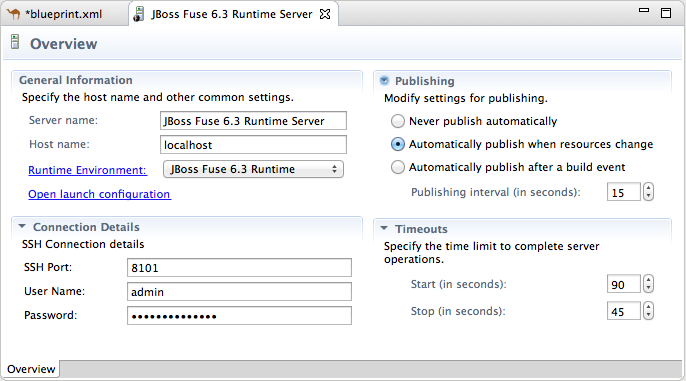 *blueprint.xml
JBoss Fuse 6.3 Runtime Server
Overview
General Information
Specify the host name and other common settings.
Server name: JBoss Fuse 6.3 Runtime Server
Host name: localhost
Runtime Environment: JBoss Fuse 6.3 Runtime
Open launch configuration
Connection Details
SSH Connection details
SSH Port: 8101
User Name: admin
Password: ••••••••••••••
Publishing
Modify settings for publishing.
Never publish automatically
Automatically publish when resources change
Automatically publish after a build event
Publishing interval (in seconds): 15
Timeouts
Specify the time limit to complete server
operations.
Start (in seconds): 90
Stop (in seconds): 45
Overview